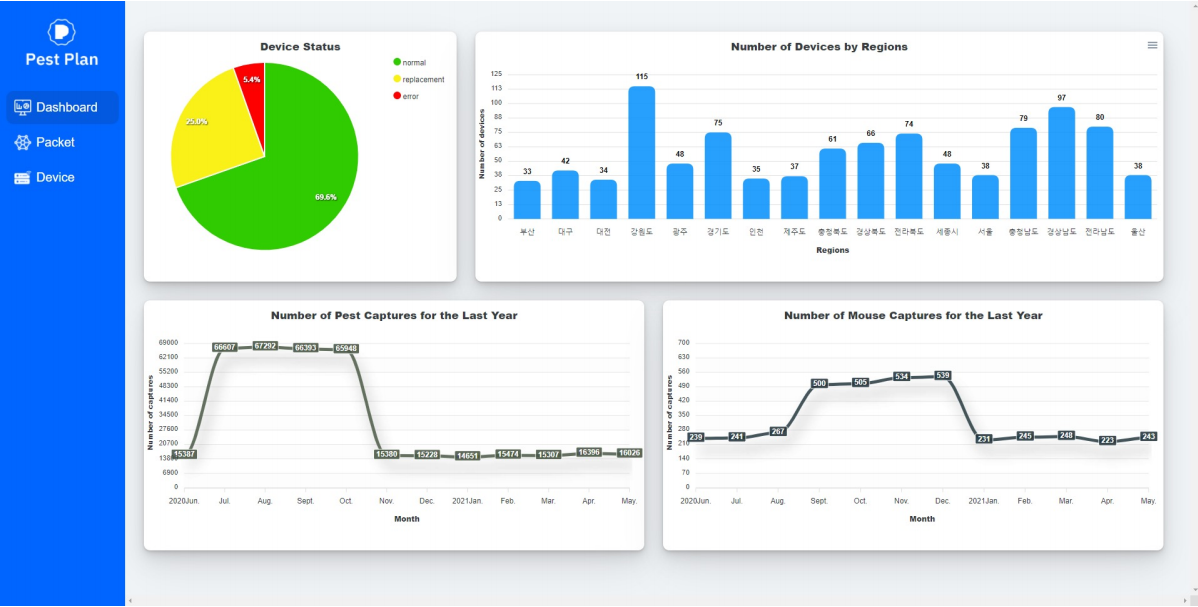 Pest Plan
Dashboard
Packet
Device
Device Status
normal
replacement
error
5.4%
25.0%
69.6%
Number of Devices by Regions
Number of devices
125
113
100
88
75
63
50
38
25
13
0
33
42
34
115
48
75
35
37
61
66
74
48
38
79
97
80
38
부산
대구
대전
강원도
광주
경기도
인천
제주도
충청북도
경상북도
전라북도
세종시
서울
충청남도
경상남도
전라남도
울산
Regions
Number of Pest Captures for the Last Year
Number of captures
69000
62100
55200
48300
41400
34500
27600
20700
13800
6900
0
15387
66607
67292
66393
65948
15380
15228
14651
15474
15307
16396
16026
2020Jun.
Jul.
Aug.
Sept.
Oct.
Nov.
Dec.
2021Jan.
Feb.
Mar.
Apr.
May.
Month
Number of Mouse Captures for the Last Year
Number of captures
700
630
560
490
420
350
280
210
140
70
0
239
241
267
500
505
534
539
231
245
248
223
243
2020Jun.
Jul.
Aug.
Sept.
Oct.
Nov.
Dec.
2021Jan.
Feb.
Mar.
Apr.
May.
Month